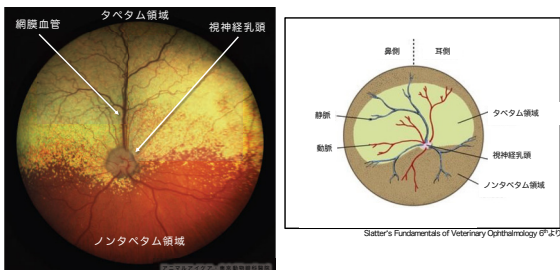 タペタム領域
網膜血管
視神経乳頭
ノンタペタム領域
鼻側
耳側
静脈
タペタム領域
動脈
視神経乳頭
ノンタペタム領域
Slatter's Fundamentals of Veterinary Ophthalmology 6thより